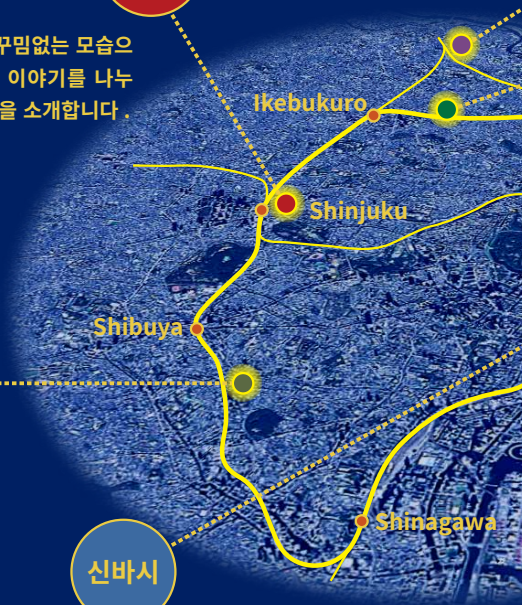 꾸밈없는 모습으
이야기를 나누
을 소개합니다 .
Ikebukuro
Shinjuku
Shibuya
Shinagawa
신바시